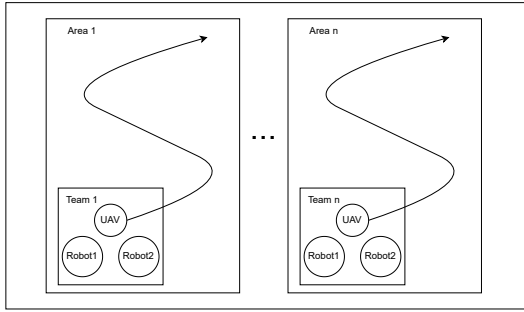 Area 1
Team 1
UAV
Robot1
Robot2
...
Area n
Team n
UAV
Robot1
Robot2